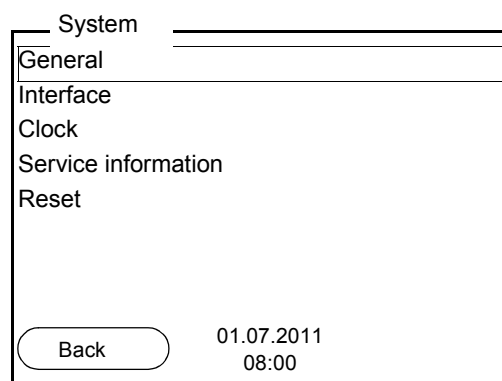 System
General
Interface
Clock
Service information
Reset
Back
01.07.2011
08:00